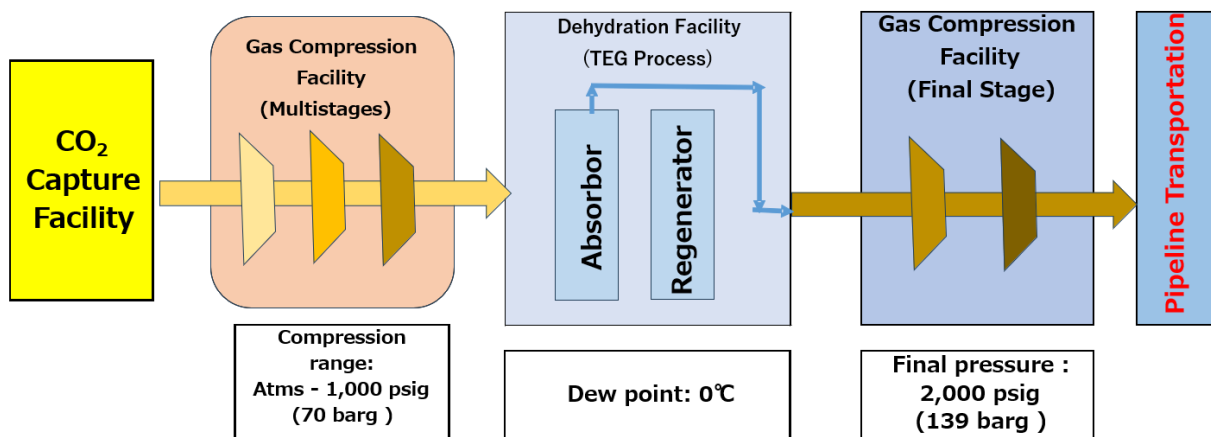 CO₂
Capture
Facility
Gas Compression
Facility
(Multistages)
Compression
range:
Atms - 1,000 psig
(70 barg )
Dehydration Facility
(TEG Process)
Absorbor
Regenerator
Dew point: 0℃
Gas Compression
Facility
(Final Stage)
Final pressure :
2,000 psig
(139 barg )
Pipeline Transportation